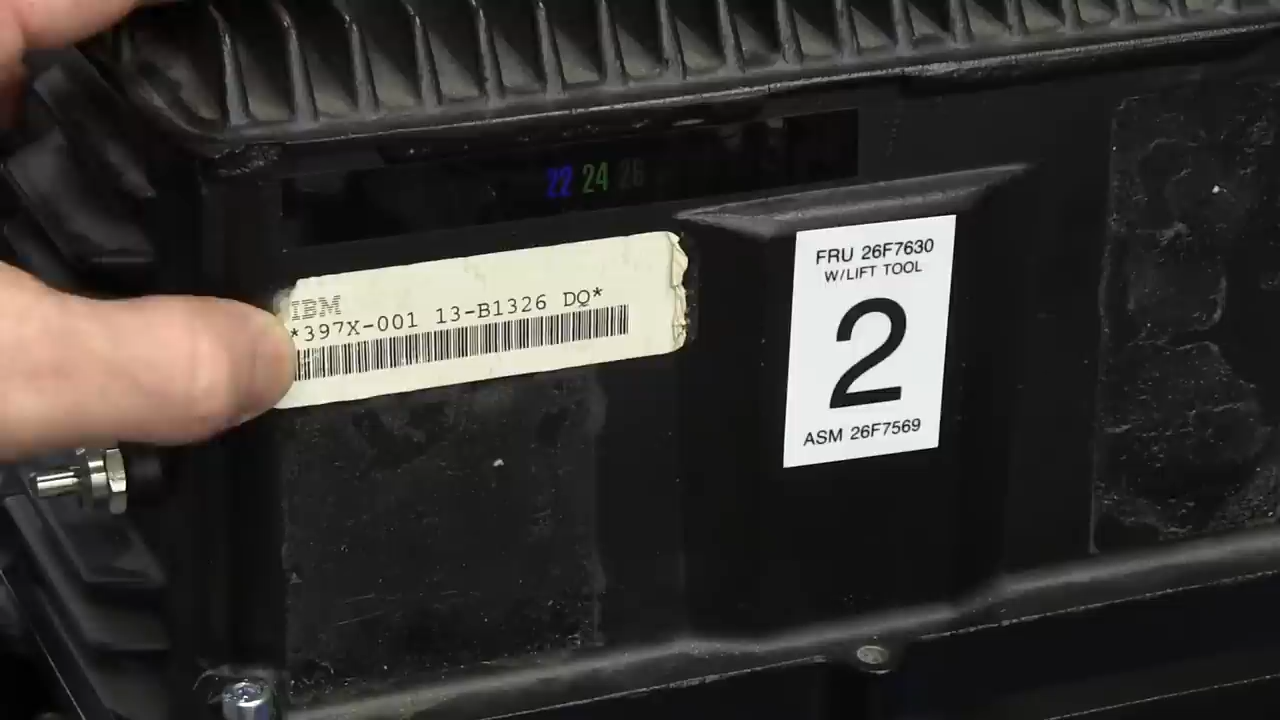 22 24 26
IBM
*397X-001 13-B1326 DQ*
FRU 26F7630
W/LIFT TOOL
2
ASM 26F7569